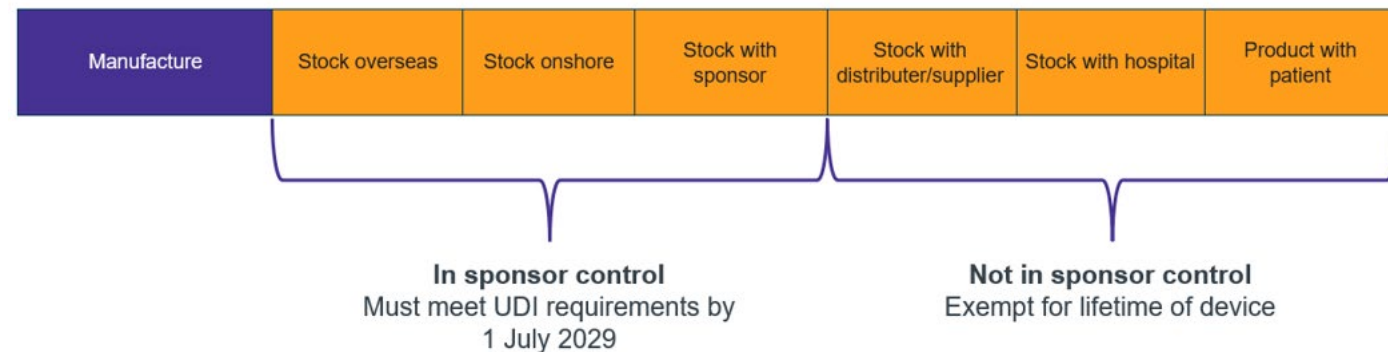 Manufacture
Stock overseas
Stock onshore
Stock with
sponsor
Stock with
distributer/supplier
Stock with hospital
Product with
patient
In sponsor control
Must meet UDI requirements by
1 July 2029
Not in sponsor control
Exempt for lifetime of device